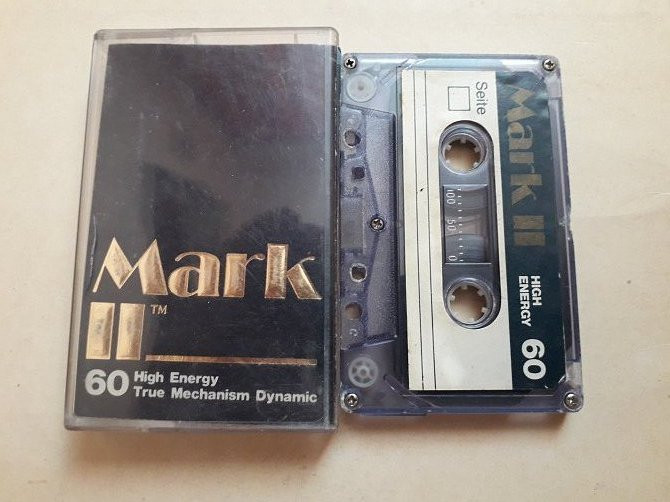 Mark
II™
60 High Energy
True Mechanism Dynamic
Seite
100 50 0
Mark II
HIGH
ENERGY
60